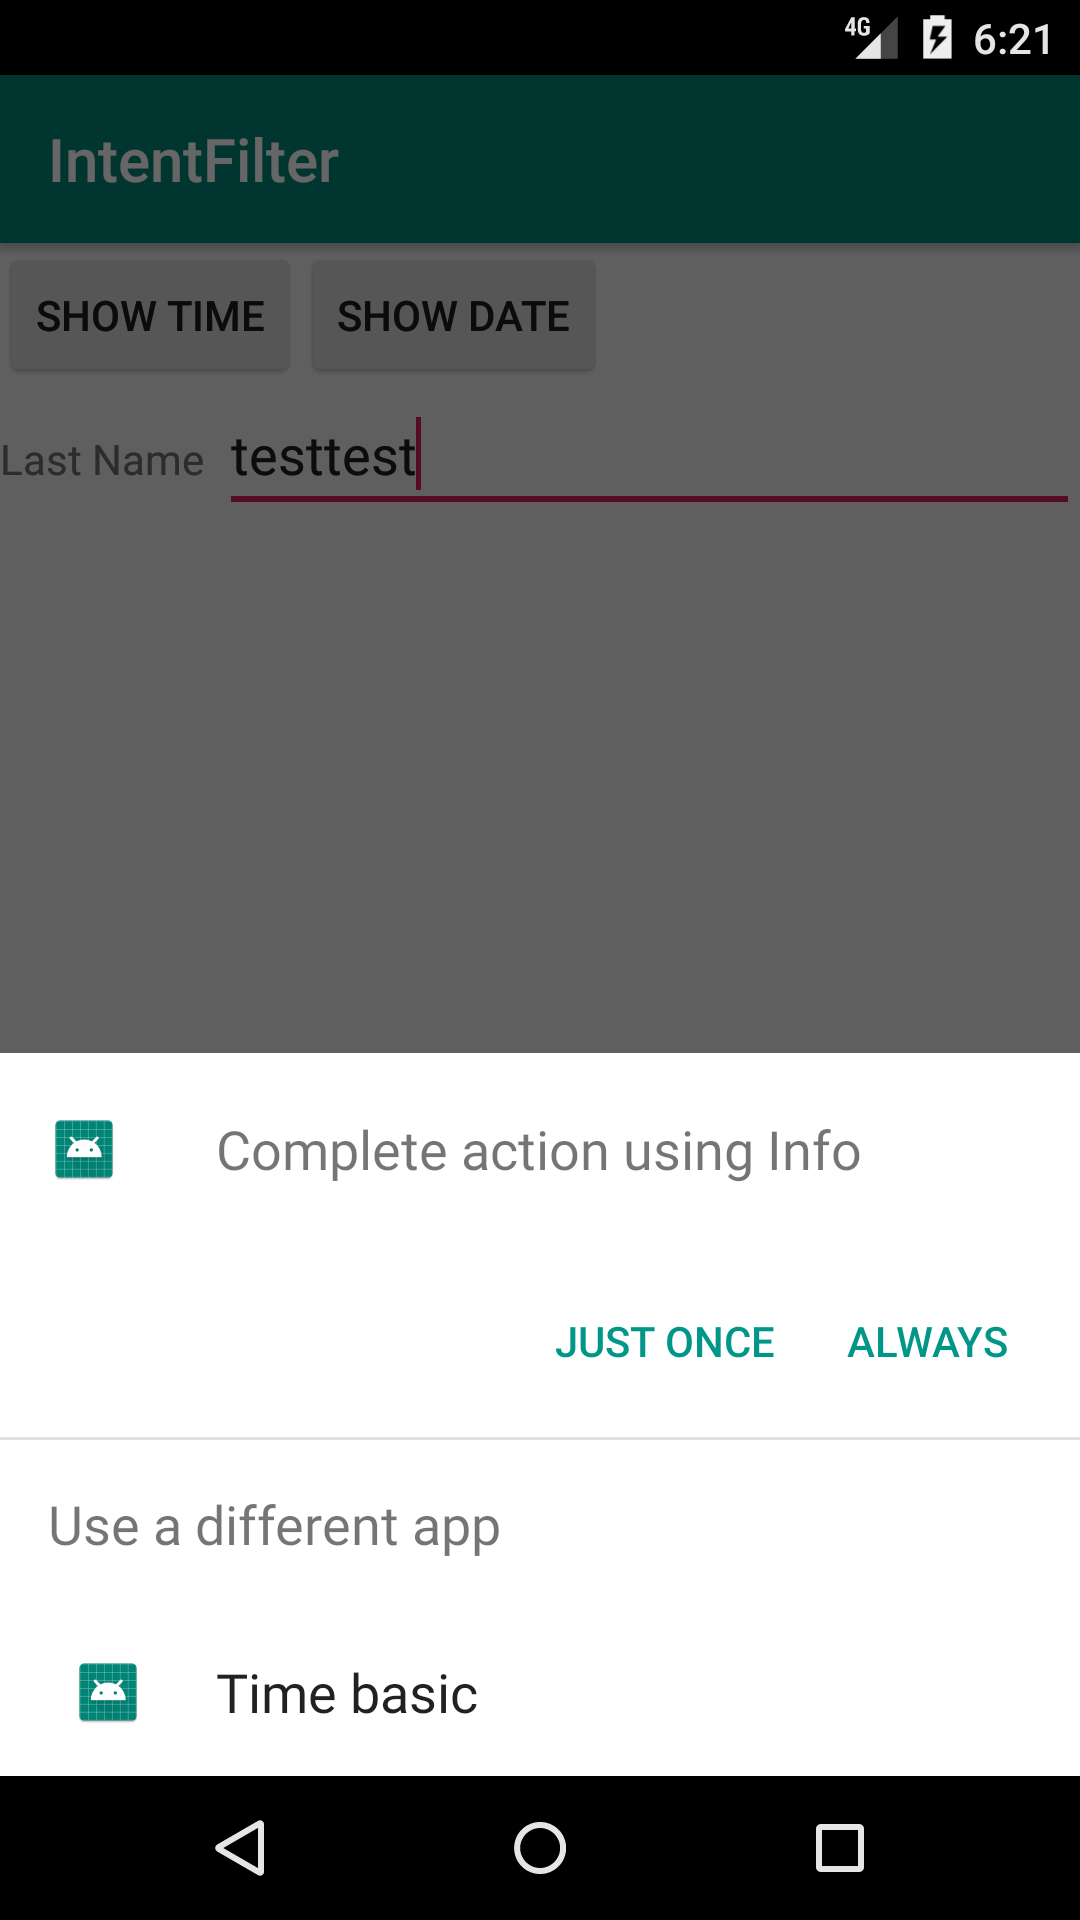 4G 6:21
IntentFilter
SHOW TIME SHOW DATE
Last Name testtest
Complete action using Info
JUST ONCE ALWAYS
Use a different app
Time basic